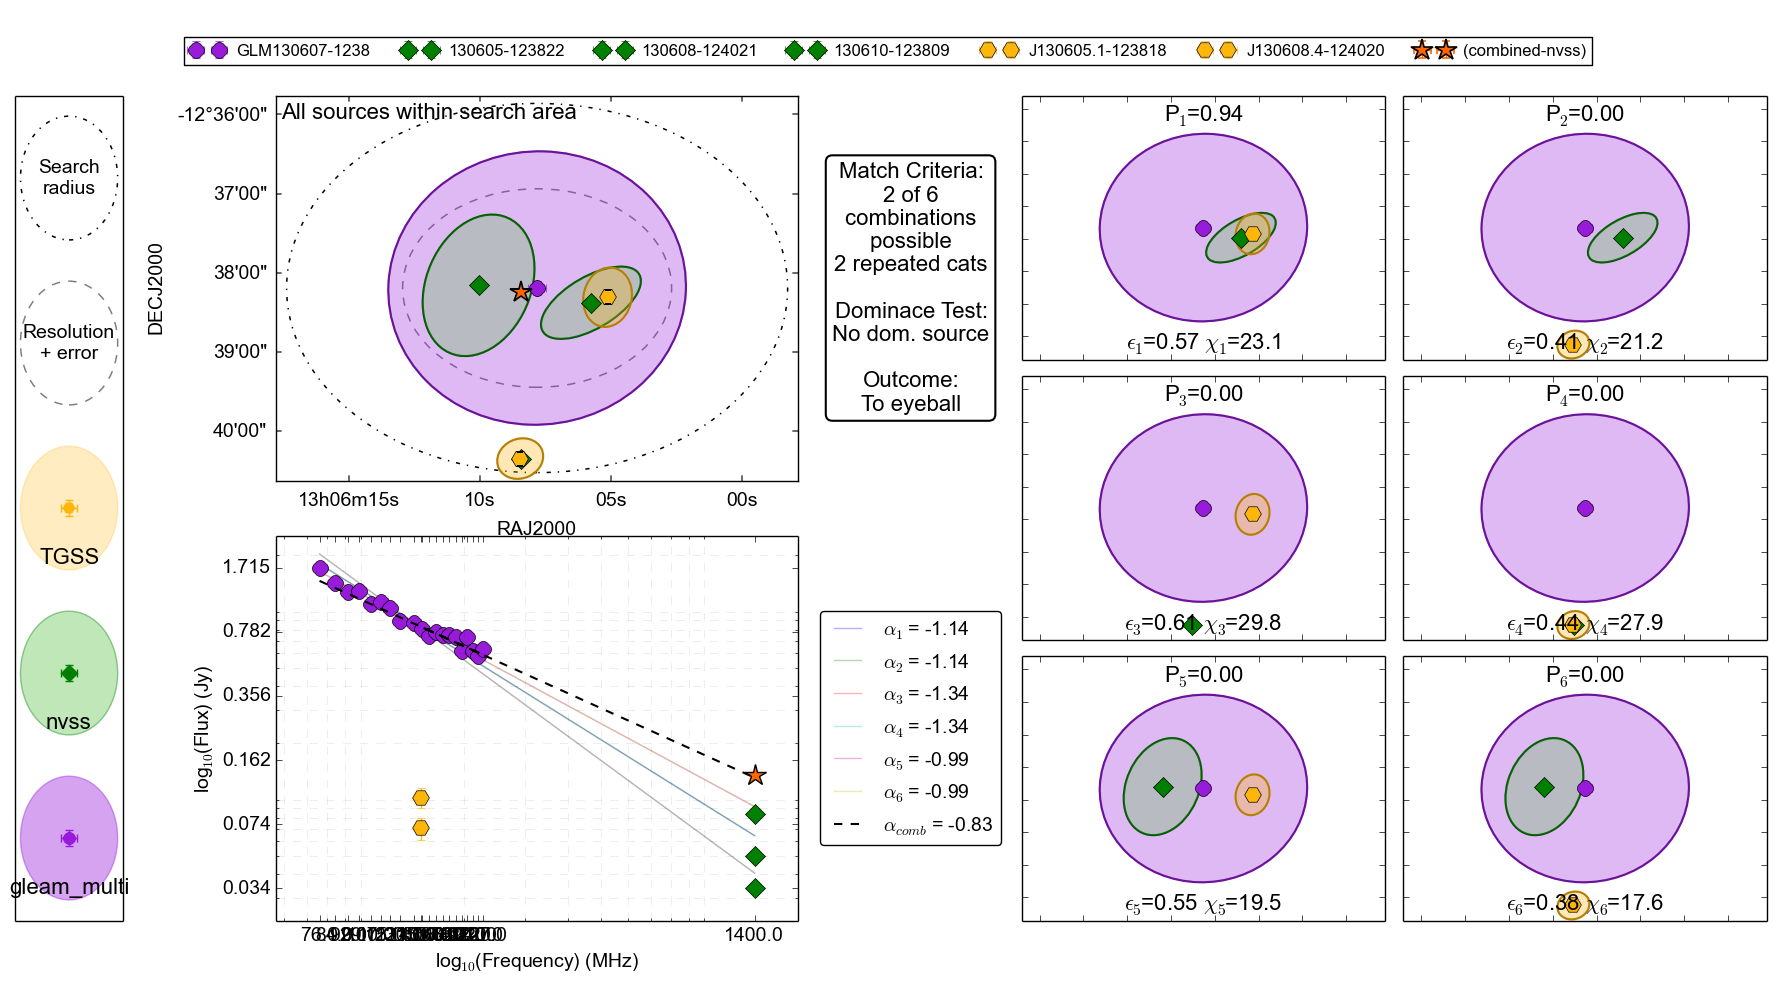 GLM130607-1238 130605-123822 130608-124021 130610-123809 J130605.1-123818 J130608.4-124020 (combined-nvss)
Search
radius
Resolution
+ error
TGSS
nvss
gleam_multi
All sources within search area
-12°36'00"
37'00"
38'00"
39'00"
40'00"
DECJ2000
13h06m15s 10s 05s 00s
RAJ2000
Match Criteria:
2 of 6
combinations
possible
2 repeated cats
Dominace Test:
No dom. source
Outcome:
To eyeball
1.715
0.782
0.356
0.162
0.074
0.034
log10(Flux) (Jy)
1400.0
log10(Frequency) (MHz)
α1 = -1.14
α2 = -1.14
α3 = -1.34
α4 = -1.34
α5 = -0.99
α6 = -0.99
αcomb = -0.83
P1=0.94
ϵ1=0.57 χ1=23.1
P2=0.00
ϵ2=0.41 χ2=21.2
P3=0.00
ϵ3=0.61 χ3=29.8
P4=0.00
ϵ4=0.44 χ4=27.9
P5=0.00
ϵ5=0.55 χ5=19.5
P6=0.00
ϵ6=0.38 χ6=17.6